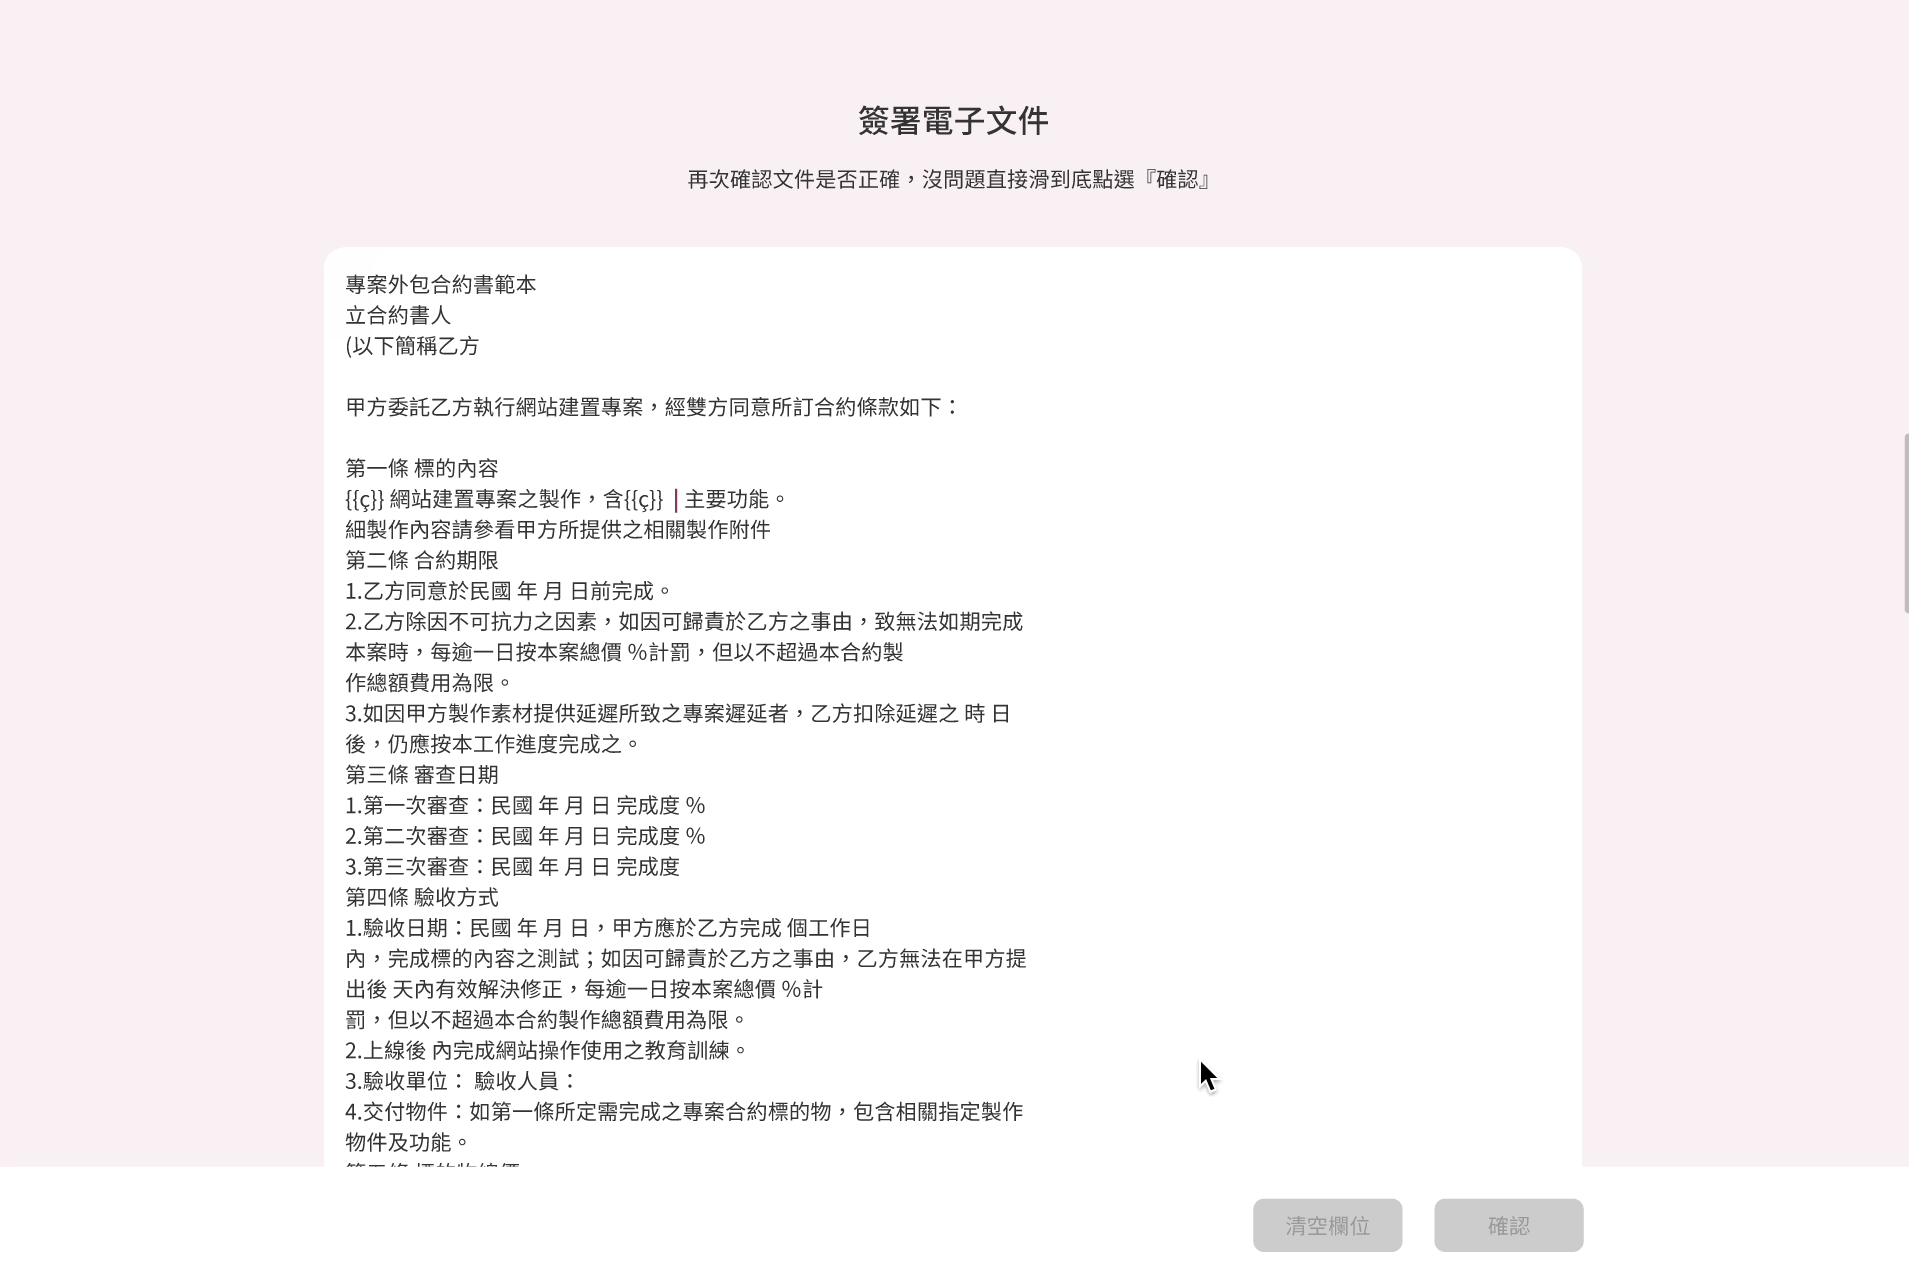 簽署電子文件
再次確認文件是否正確，沒問題直接滑到底點選『確認』
專案外包合約書範本
立合約書人
(以下簡稱乙方
甲方委託乙方執行網站建置專案，經雙方同意所訂合約條款如下：
第一條 標的內容
{{ç}} 網站建置專案之製作，含{{ç}} 主要功能。
細製作內容請參看甲方所提供之相關製作附件
第二條 合約期限
1.乙方同意於民國 年 月 日前完成。
2.乙方除因不可抗力之因素，如因可歸責於乙方之事由，致無法如期完成
本案時，每逾一日按本案總價 %計罰，但以不超過本合約製
作總額費用為限。
3.如因甲方製作素材提供延遲所致之專案遲延者，乙方扣除延遲之 時 日
後，仍應按本工作進度完成之。
第三條 審查日期
1.第一次審查：民國 年 月 日 完成度 %
2.第二次審查：民國 年 月 日 完成度 %
3.第三次審查：民國 年 月 日 完成度
第四條 驗收方式
1.驗收日期：民國 年 月 日，甲方應於乙方完成 個工作日
內，完成標的內容之測試；如因可歸責於乙方之事由，乙方無法在甲方提
出後 天內有效解決修正，每逾一日按本案總價 %計
罰，但以不超過本合約製作總額費用為限。
2.上線後 內完成網站操作使用之教育訓練。
3.驗收單位： 驗收人員：
4.交付物件：如第一條所定需完成之專案合約標的物，包含相關指定製作
物件及功能。
清空欄位
確認